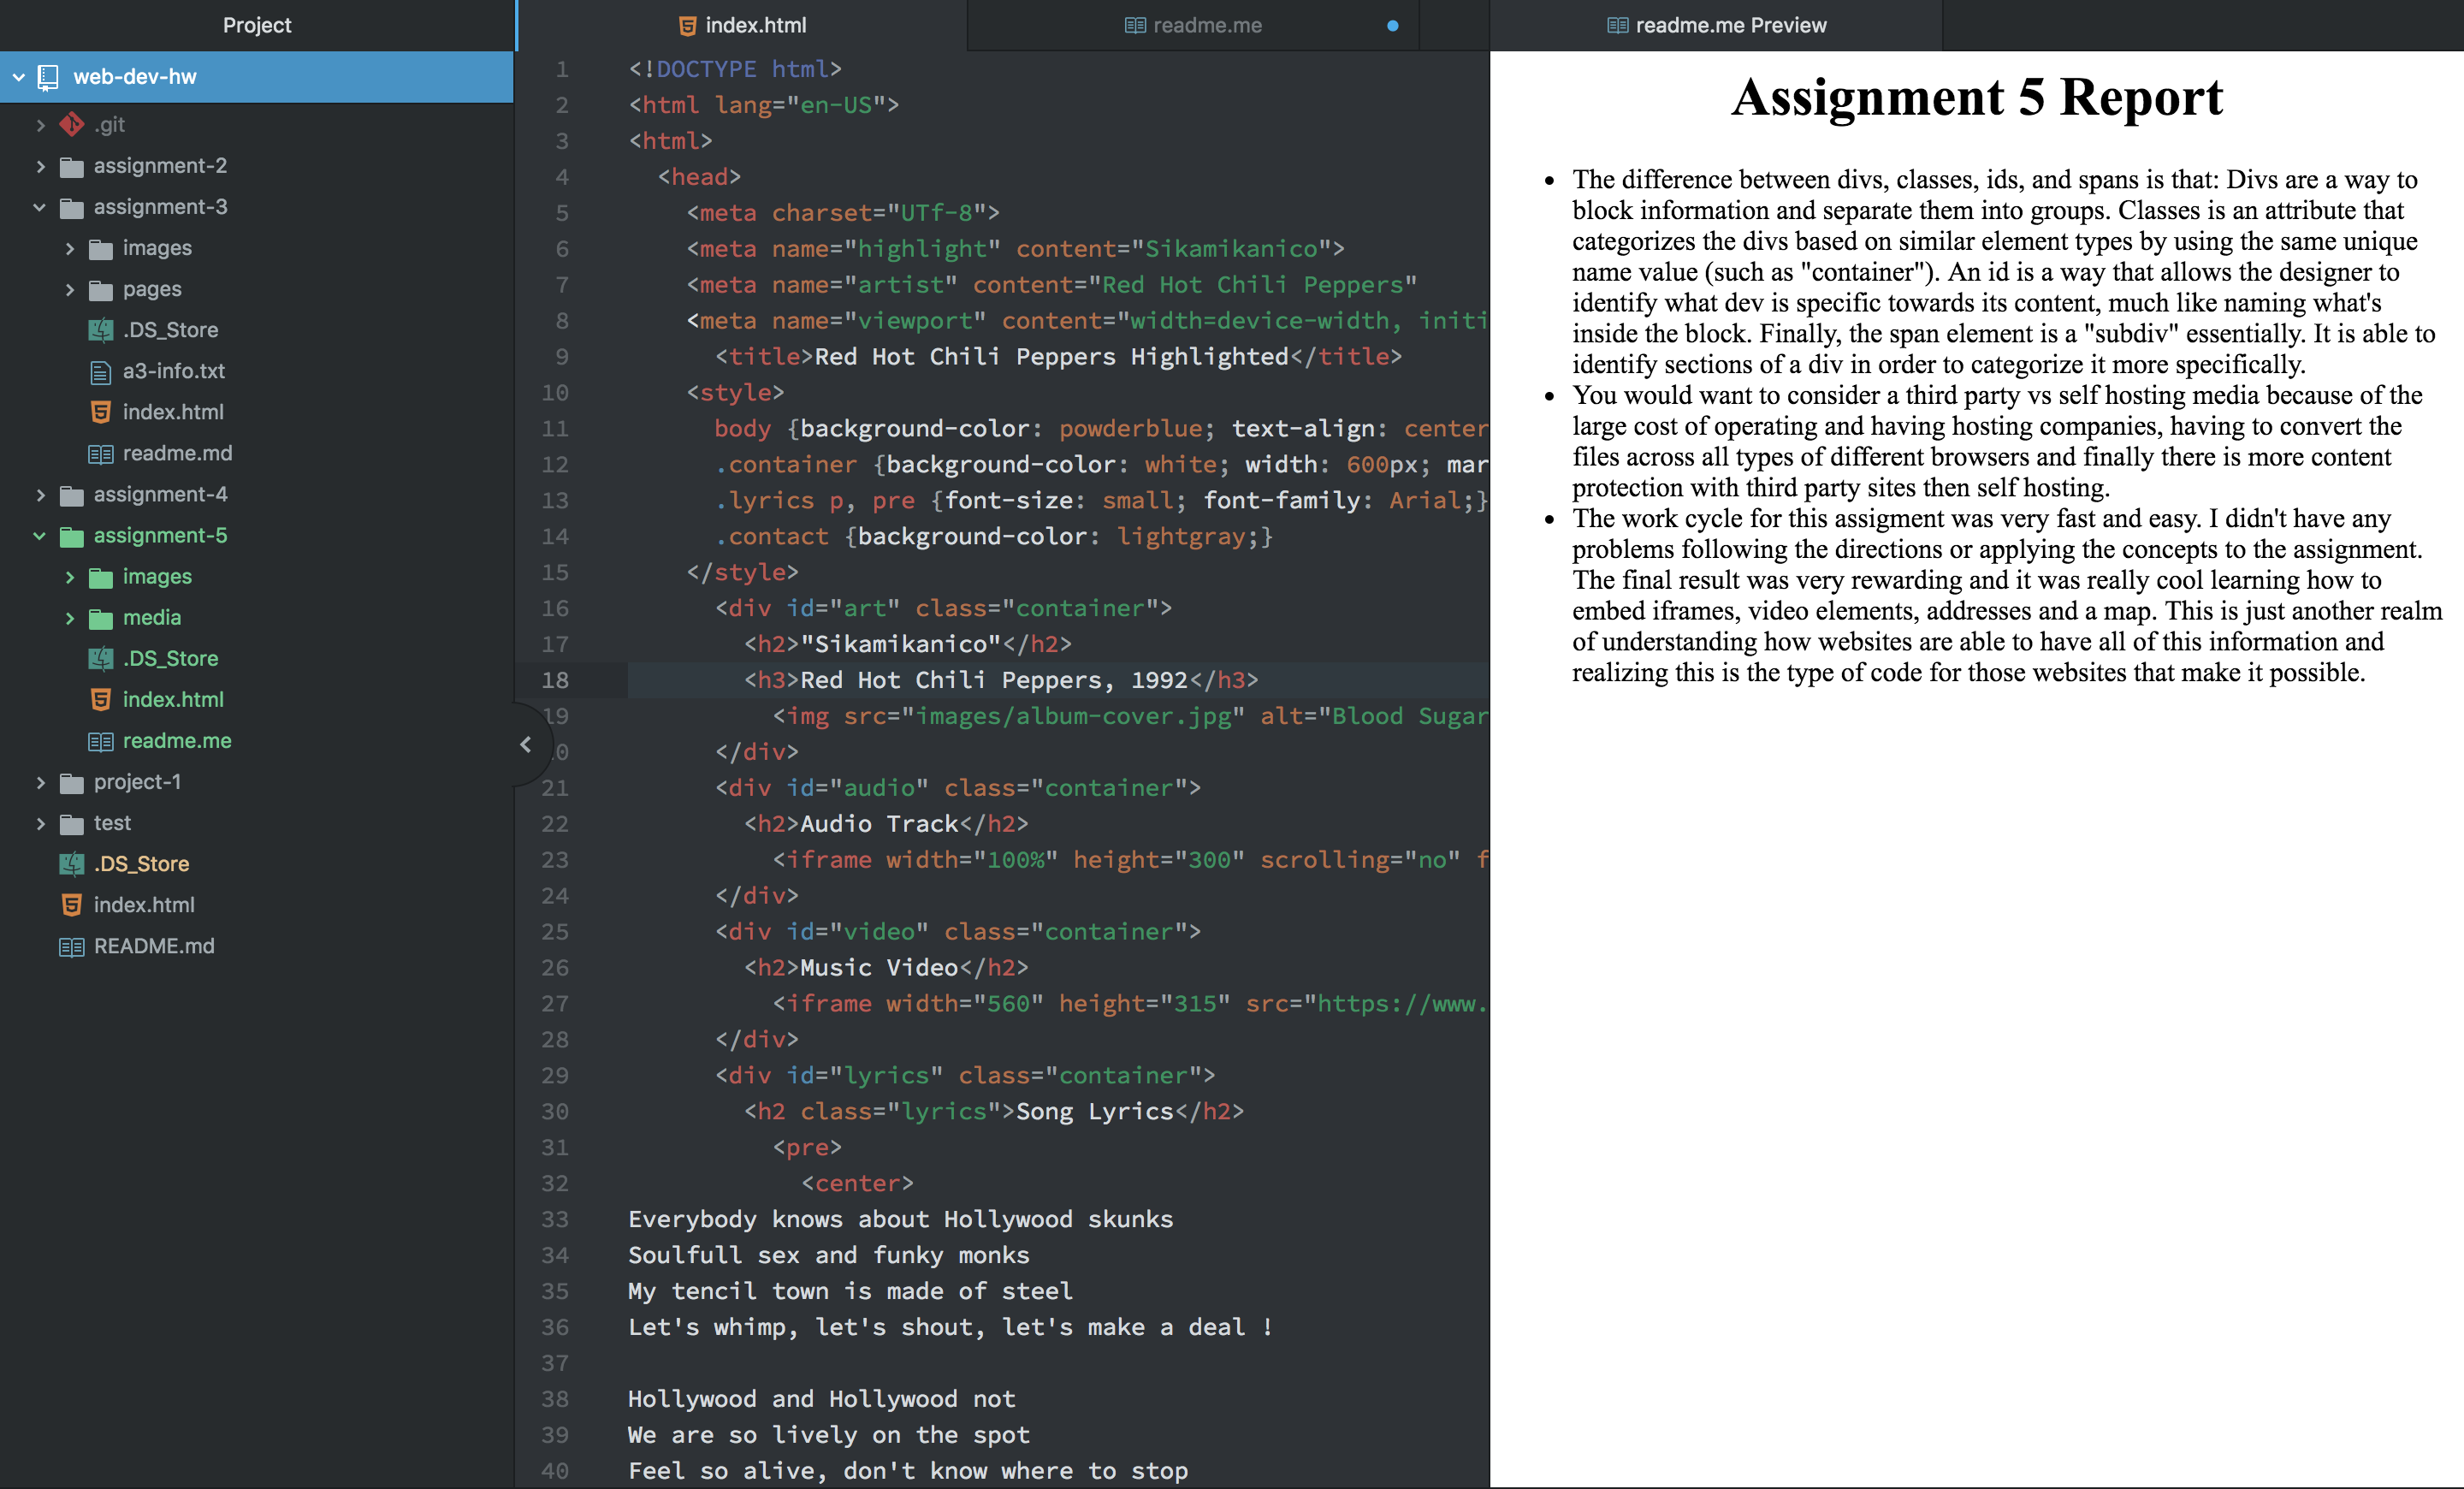 Project
web-dev-hw
.git
assignment-2
assignment-3
images
pages
.DS_Store
a3-info.txt
index.html
readme.md
assignment-4
assignment-5
images
media
.DS_Store
index.html
readme.me
project-1
test
.DS_Store
index.html
README.md
index.html
readme.me
1 <!DOCTYPE html>
2 <html lang="en-US">
3 <html>
4 <head>
5 <meta charset="UTf-8">
6 <meta name="highlight" content="Sikamikanico">
7 <meta name="artist" content="Red Hot Chili Peppers"
8 <meta name="viewport" content="width=device-width, initi
9 <title>Red Hot Chili Peppers Highlighted</title>
10 <style>
11 body {background-color: powderblue; text-align: center
12 .container {background-color: white; width: 600px; mar
13 .lyrics p, pre {font-size: small; font-family: Arial;}
14 .contact {background-color: lightgray;}
15 </style>
16 <div id="art" class="container">
17 <h2>"Sikamikanico"</h2>
18 <h3>Red Hot Chili Peppers, 1992</h3>
19 <img src="images/album-cover.jpg" alt="Blood Sugar
20 </div>
21 <div id="audio" class="container">
22 <h2>Audio Track</h2>
23 <iframe width="100%" height="300" scrolling="no" f
24 </div>
25 <div id="video" class="container">
26 <h2>Music Video</h2>
27 <iframe width="560" height="315" src="https://www.
28 </div>
29 <div id="lyrics" class="container">
30 <h2 class="lyrics">Song Lyrics</h2>
31 <pre>
32 <center>
33 Everybody knows about Hollywood skunks
34 Soulfull sex and funky monks
35 My tencil town is made of steel
36 Let's whimp, let's shout, let's make a deal !
37
38 Hollywood and Hollywood not
39 We are so lively on the spot
40 Feel so alive, don't know where to stop
readme.me Preview
Assignment 5 Report
• The difference between divs, classes, ids, and spans is that: Divs are a way to
block information and separate them into groups. Classes is an attribute that
categorizes the divs based on similar element types by using the same unique
name value (such as "container"). An id is a way that allows the designer to
identify what dev is specific towards its content, much like naming what's
inside the block. Finally, the span element is a "subdiv" essentially. It is able to
identify sections of a div in order to categorize it more specifically.
• You would want to consider a third party vs self hosting media because of the
large cost of operating and having hosting companies, having to convert the
files across all types of different browsers and finally there is more content
protection with third party sites then self hosting.
• The work cycle for this assigment was very fast and easy. I didn't have any
problems following the directions or applying the concepts to the assignment.
The final result was very rewarding and it was really cool learning how to
embed iframes, video elements, addresses and a map. This is just another realm
of understanding how websites are able to have all of this information and
realizing this is the type of code for those websites that make it possible.